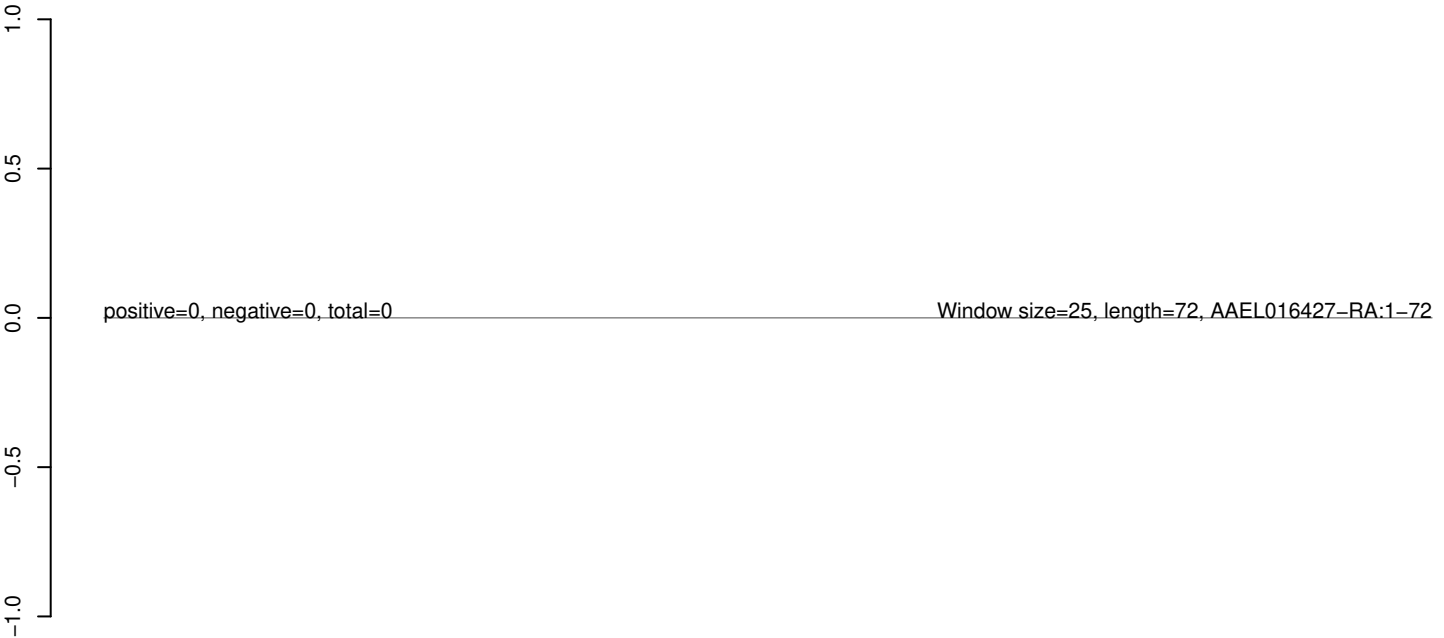 1.0
0.5
0.0
−0.5
−1.0
positive=0, negative=0, total=0
Window size=25, length=72, AAEL016427−RA:1−72